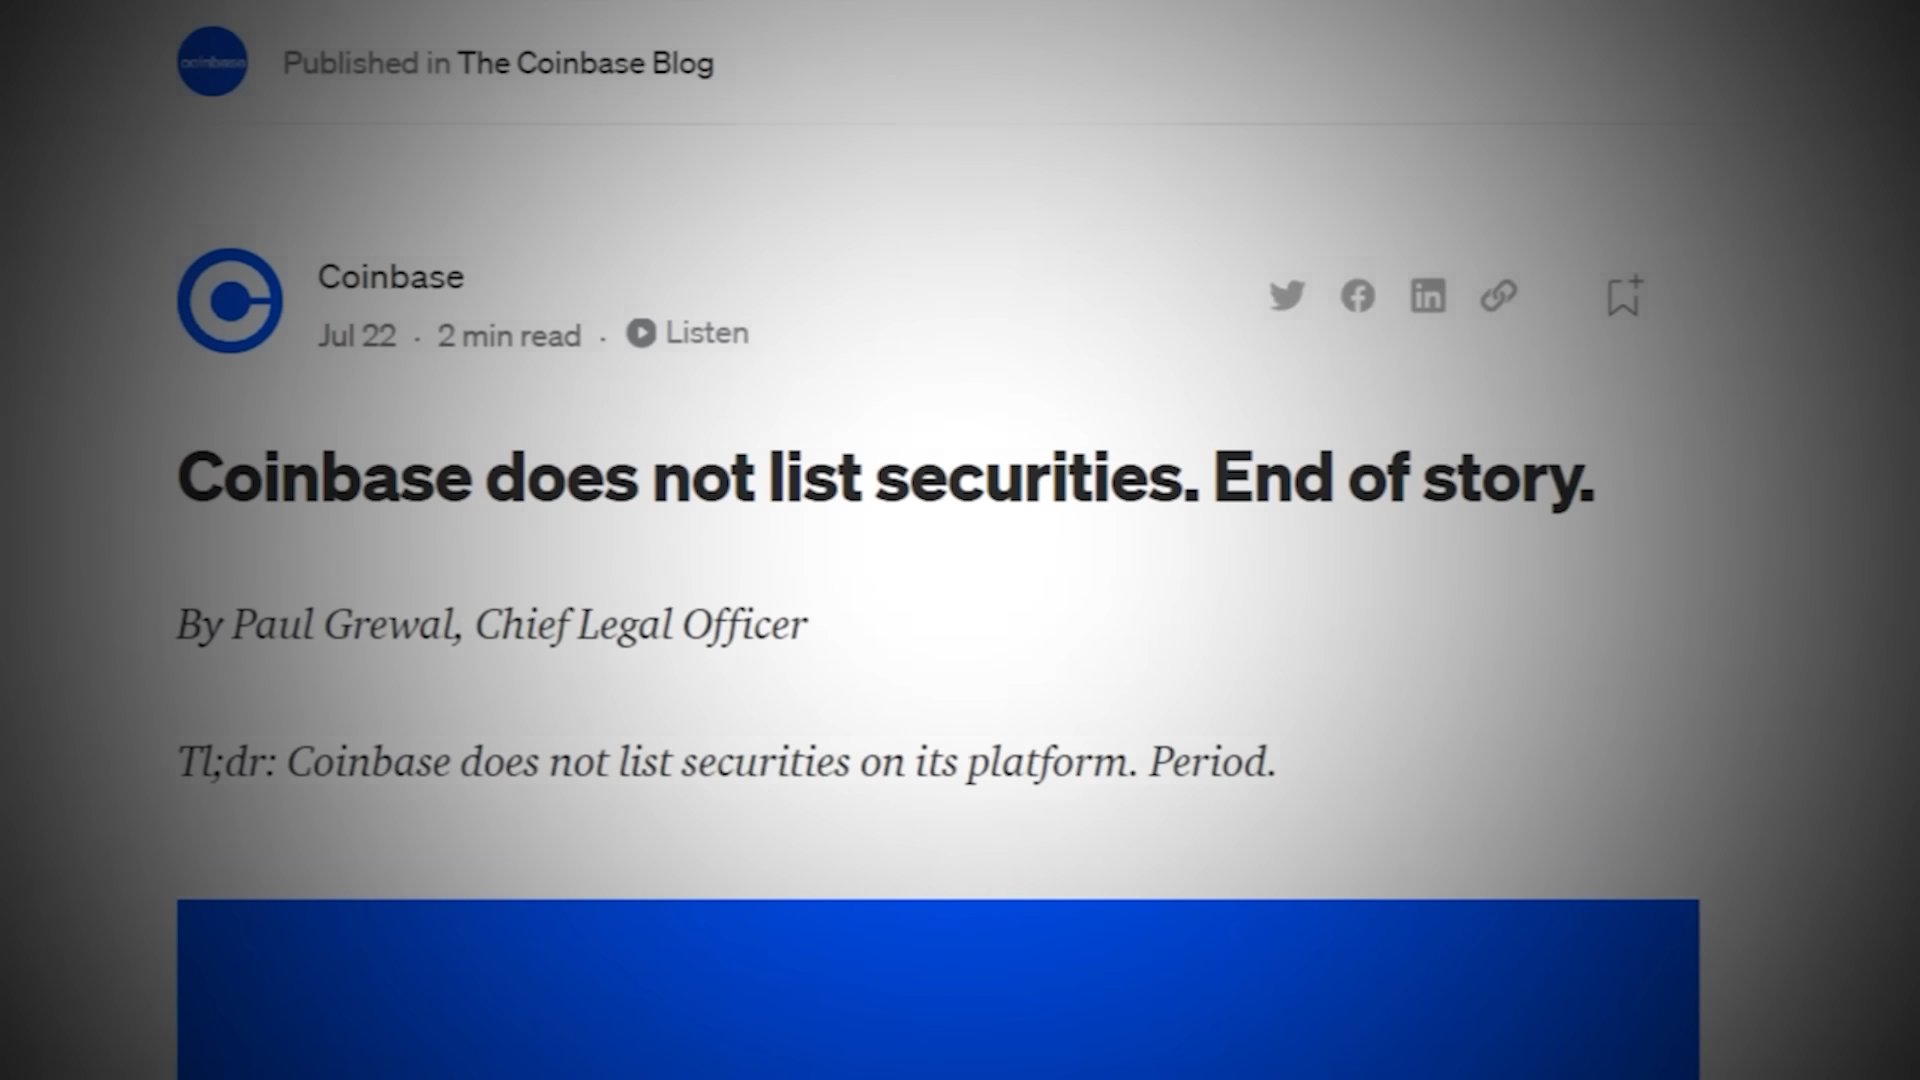 coinbase
Published in The Coinbase Blog
Coinbase
Jul 22 · 2 min read · Listen
Coinbase does not list securities. End of story.
By Paul Grewal, Chief Legal Officer
Tl;dr: Coinbase does not list securities on its platform. Period.